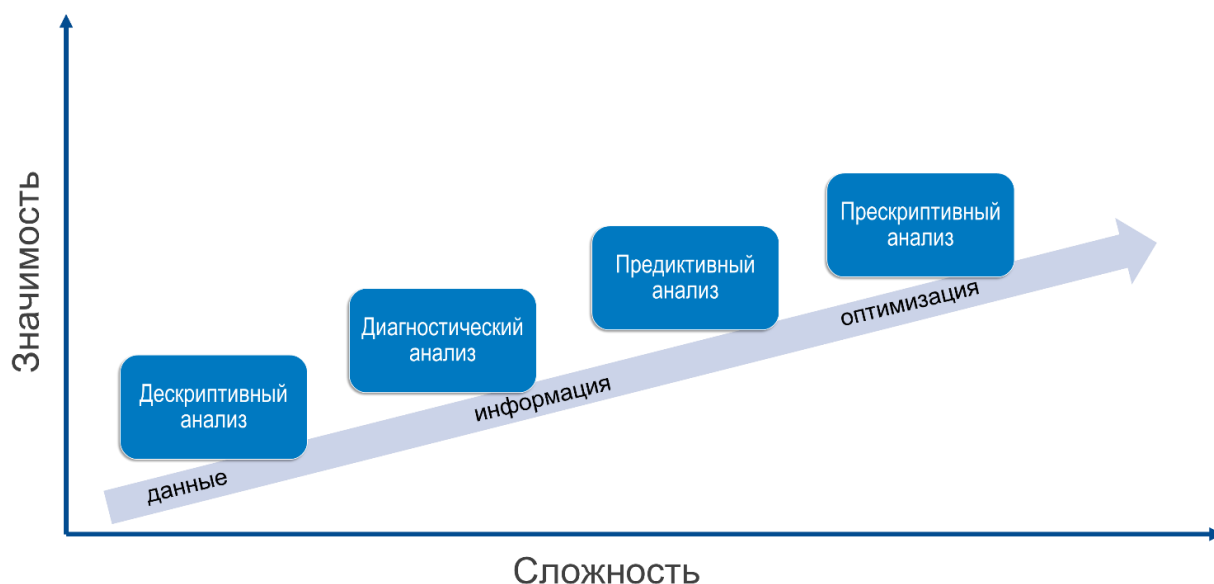 Значимость
Дескриптивный
анализ
Диагностический
анализ
Предиктивный
анализ
Прескриптивный
анализ
данные
информация
оптимизация
Сложность